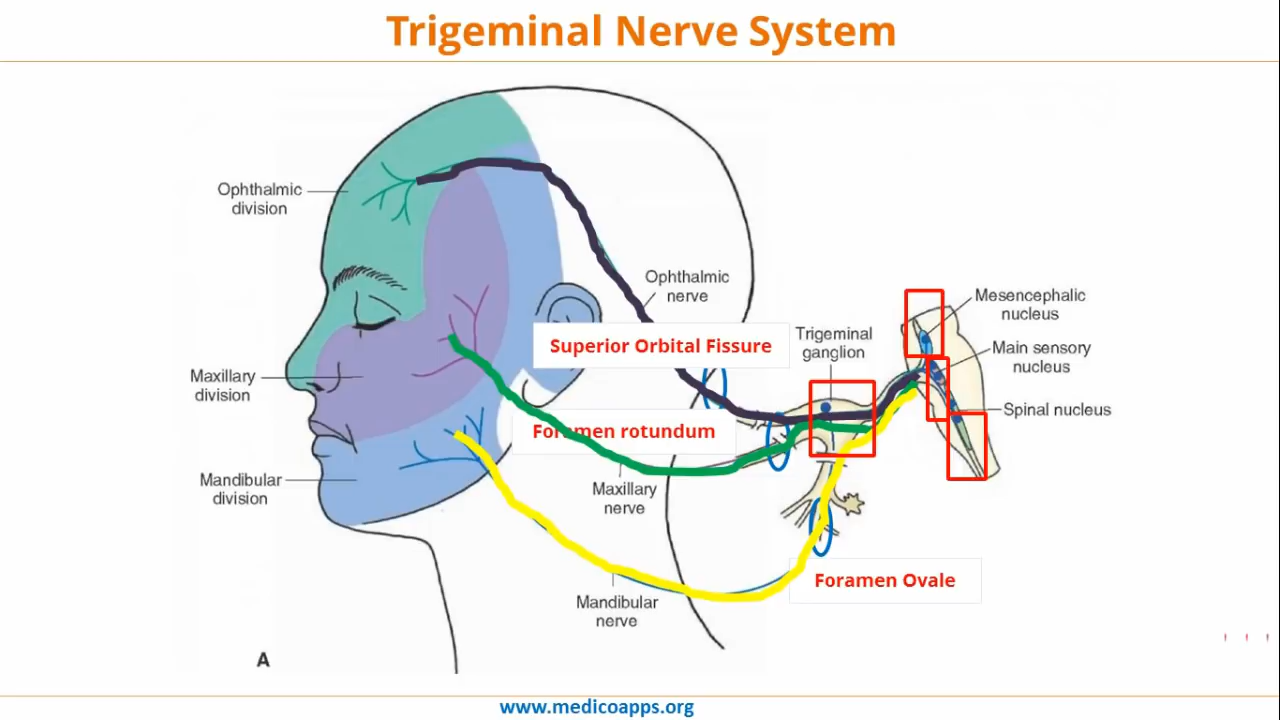 Trigeminal Nerve System
Ophthalmic
division
Ophthalmic
nerve
Mesencephalic
nucleus
Superior Orbital Fissure
Trigeminal
ganglion
Main sensory
nucleus
Maxillary
division
Spinal nucleus
Foramen rotundum
Mandibular
division
Maxillary
nerve
Foramen Ovale
Mandibular
nerve
A
www.medicoapps.org